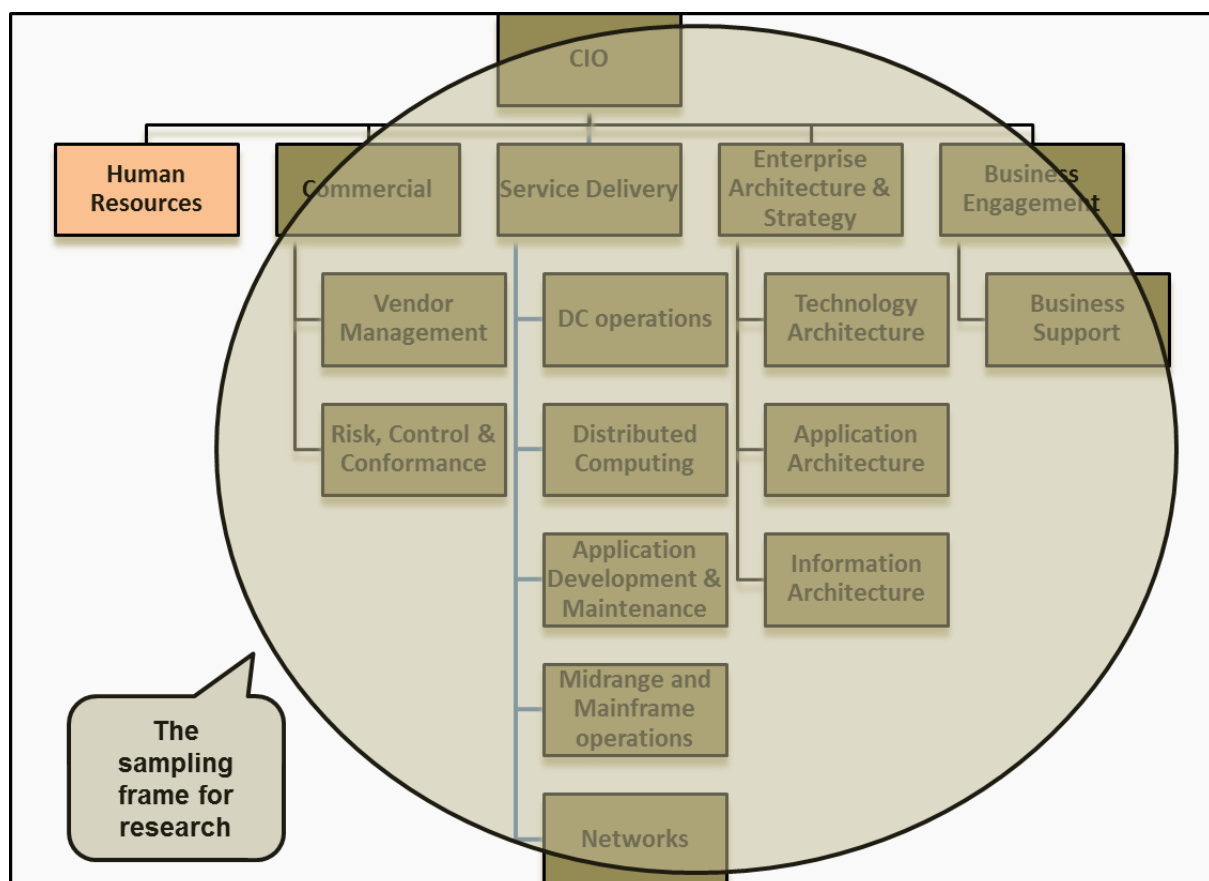 CIO
Human
Resources
Commercial
Service Delivery
Enterprise
Architecture &
Strategy
Business
Engagement
Vendor
Management
DC operations
Technology
Architecture
Business
Support
Risk, Control &
Conformance
Distributed
Computing
Application
Architecture
Application
Development &
Maintenance
Information
Architecture
Midrange and
Mainframe
operations
Networks
The
sampling
frame for
research